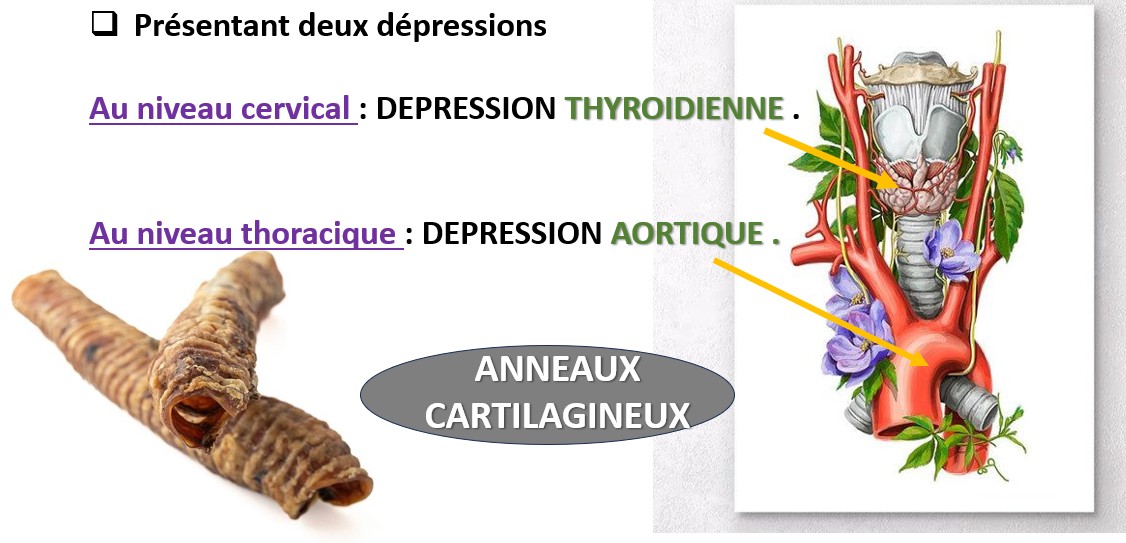 Présentant deux dépressions
Au niveau cervical : DEPRESSION THYROIDIENNE .
Au niveau thoracique : DEPRESSION AORTIQUE .
ANNEAUX
CARTILAGINEUX